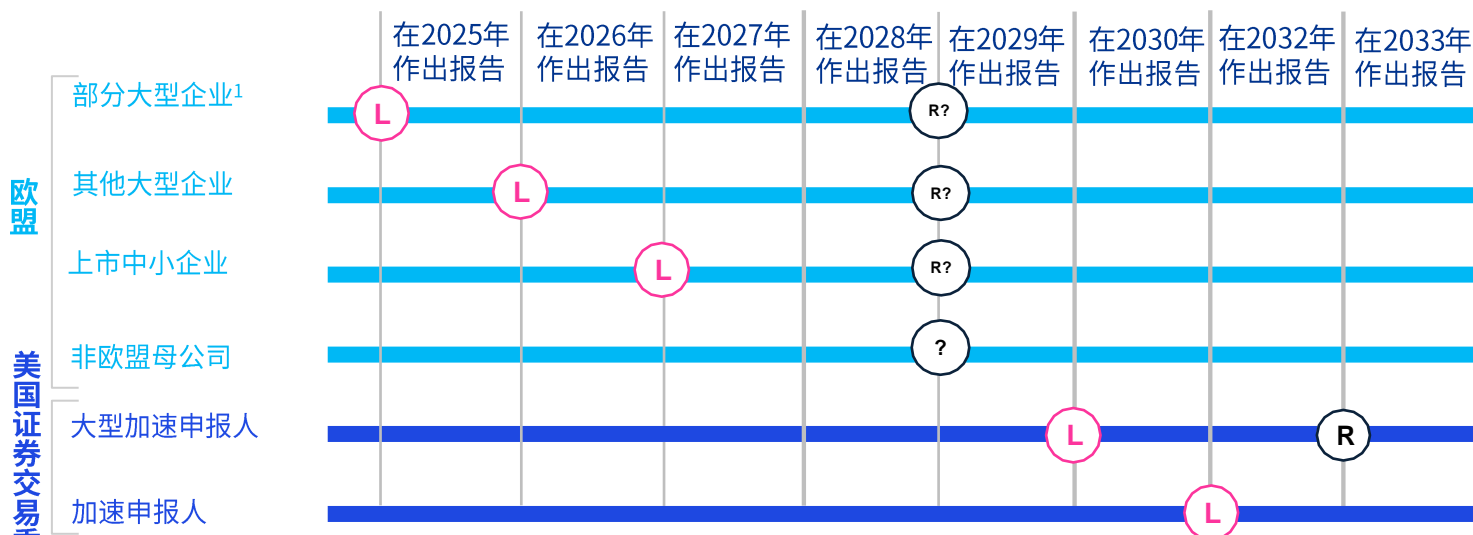 在2025年
作出报告
在2026年
作出报告
在2027年
作出报告
在2028年
作出报告
在2029年
作出报告
在2030年
作出报告
在2032年
作出报告
在2033年
作出报告
欧盟
部分大型企业1
L
R?
其他大型企业
L
R?
上市中小企业
L
R?
非欧盟母公司
?
美国证券交易
大型加速申报人
L
R
加速申报人
L